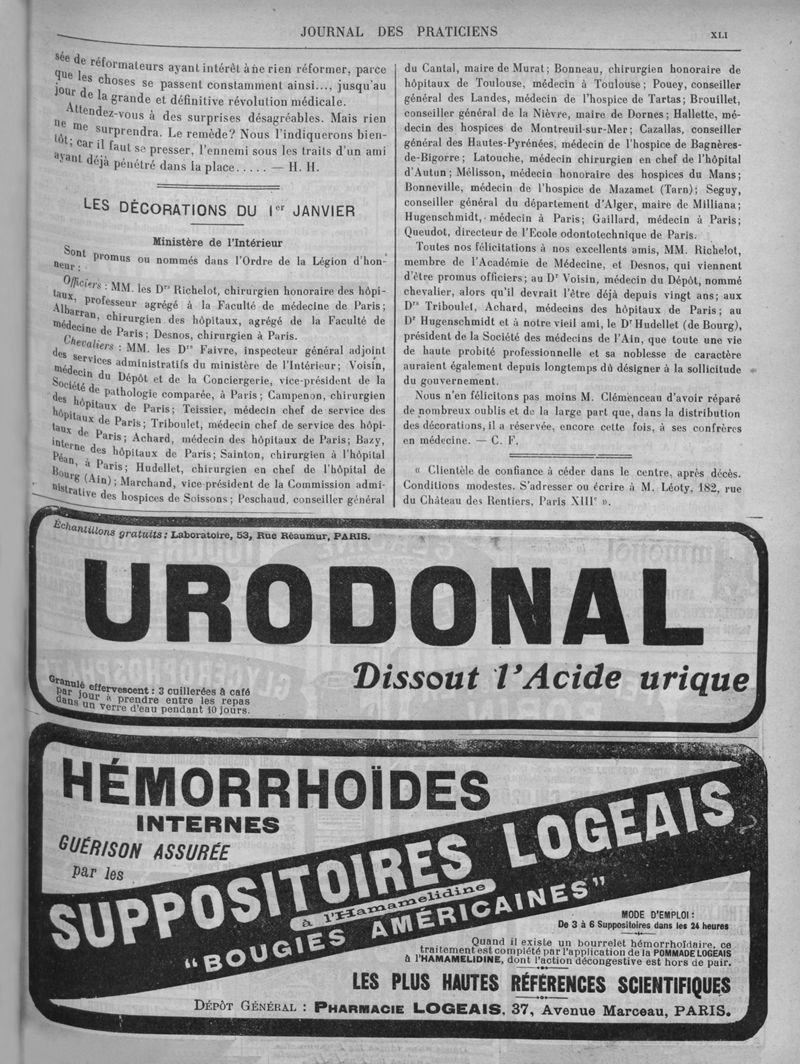 JOURNAL DES PRATICIENS
XLI
sée de réformateurs ayant intérêt à ne rien réformer, parce
que les choses se passent constamment ainsi..., jusqu'au
jour de la grande et définitive révolution médicale.
Attendez-vous à des surprises désagréables. Mais rien
ne me surprendra. Le remède? Nous l'indiquerons bien-
tôt; car il faut se presser, l'ennemi sous les traits d'un ami
ayant déjà pénétré dans la place..... — H. H.
LES DÉCORATIONS DU 1er JANVIER
Ministère de l'Intérieur
Sont promus ou nommés dans l'Ordre de la Légion d'hon-
neur:
Officiers : MM. les Drs Richelot, chirurgien honoraire des hôpi-
taux, professeur agrégé à la Faculté de médecine de Paris;
Albarran, chirurgien des hôpitaux, agrégé de la Faculté de
médecine de Paris; Desnos, chirurgien à Paris.
Chevaliers : MM. les Drs Faivre, inspecteur général adjoint
des services administratifs du ministère de l'Intérieur; Voisin,
médecin du Dépôt et de la Conciergerie, vice-président de la
Société de pathologie comparée, à Paris; Campenon, chirurgien
des hôpitaux de Paris; Teissier, médecin chef de service des
hôpitaux de Paris; Triboulet, médecin chef de service des hôpi-
taux de Paris; Achard, médecin des hôpitaux de Paris; Bazy,
interne des hôpitaux de Paris; Sainton, chirurgien à l'hôpital
Péan, à Paris; Hudellet, chirurgien en chef de l'hôpital de
Bourg (Ain); Marchand, vice-président de la Commission admi-
nistrative des hospices de Soissons; Peschaud, conseiller général
du Cantal, maire de Murat; Bonneau, chirurgien honoraire de
hôpitaux de Toulouse, médecin à Toulouse; Pouey, conseiller
général des Landes, médecin de l'hospice de Tartas; Brouillet,
conseiller général de la Nièvre, maire de Dornes; Hallette, mé-
decin des hospices de Montreuil-sur-Mer; Cazallas, conseiller
général des Hautes-Pyrénées, médecin de l'hospice de Bagnères-
de-Bigorre; Latouche, médecin chirurgien en chef de l'hôpital
d'Autun; Mélisson, médecin honoraire des hospices du Mans;
Bonneville, médecin de l'hospice de Mazamet (Tarn); Seguy,
conseiller général du département d'Alger, maire de Milliana;
Hugenschmidt, médecin à Paris; Gaillard, médecin à Paris;
Queudot, directeur de l'Ecole odontotechnique de Paris.
Toutes nos félicitations à nos excellents amis, MM. Richelot,
membre de l'Académie de Médecine, et Desnos, qui viennent
d'être promus officiers; au Dr Voisin, médecin du Dépôt, nommé
chevalier, alors qu'il devrait l'être déjà depuis vingt ans; aux
Drs Triboulet, Achard, médecins des hôpitaux de Paris; au
Dr Hugenschmidt et à notre vieil ami, le Dr Hudellet (de Bourg),
président de la Société des médecins de l'Ain, que toute une vie
de haute probité professionnelle et sa noblesse de caractère
auraient également depuis longtemps dû désigner à la sollicitude
du gouvernement.
Nous n'en félicitons pas moins M. Clémenceau d'avoir réparé
de nombreux oublis et de la large part que, dans la distribution
des décorations, il a réservée, encore cette fois, à ses confrères
en médecine. — C. F.
« Clientèle de confiance à céder dans le centre, après décès.
Conditions modestes. S'adresser ou écrire à M. Léoty, 182, rue
du Château des Rentiers, Paris XIIIe ».
Échantillons gratuits : Laboratoire, 53, Rue Réaumur, PARIS.
URODONAL
Dissout l'Acide urique
Granulé effervescent : 3 cuillerées à café
par jour à prendre entre les repas
dans un verre d'eau pendant 10 jours.
HÉMORRHOÏDES
INTERNES
GUÉRISON ASSURÉE
par les
SUPPOSITOIRES LOGEAIS
à l'Hamamelidine
"BOUGIES AMÉRICAINES"
MODE D'EMPLOI :
De 3 à 6 Suppositoires dans les 24 heures
Quand il existe un bourrelet hémorrhoïdaire, ce
traitement est complété par l'application de la POMMADE LOGEAIS
à l'HAMAMELIDINE, dont l'action décongestive est hors de pair.
LES PLUS HAUTES RÉFÉRENCES SCIENTIFIQUES
DÉPÔT GÉNÉRAL : PHARMACIE LOGEAIS, 37, Avenue Marceau, PARIS.